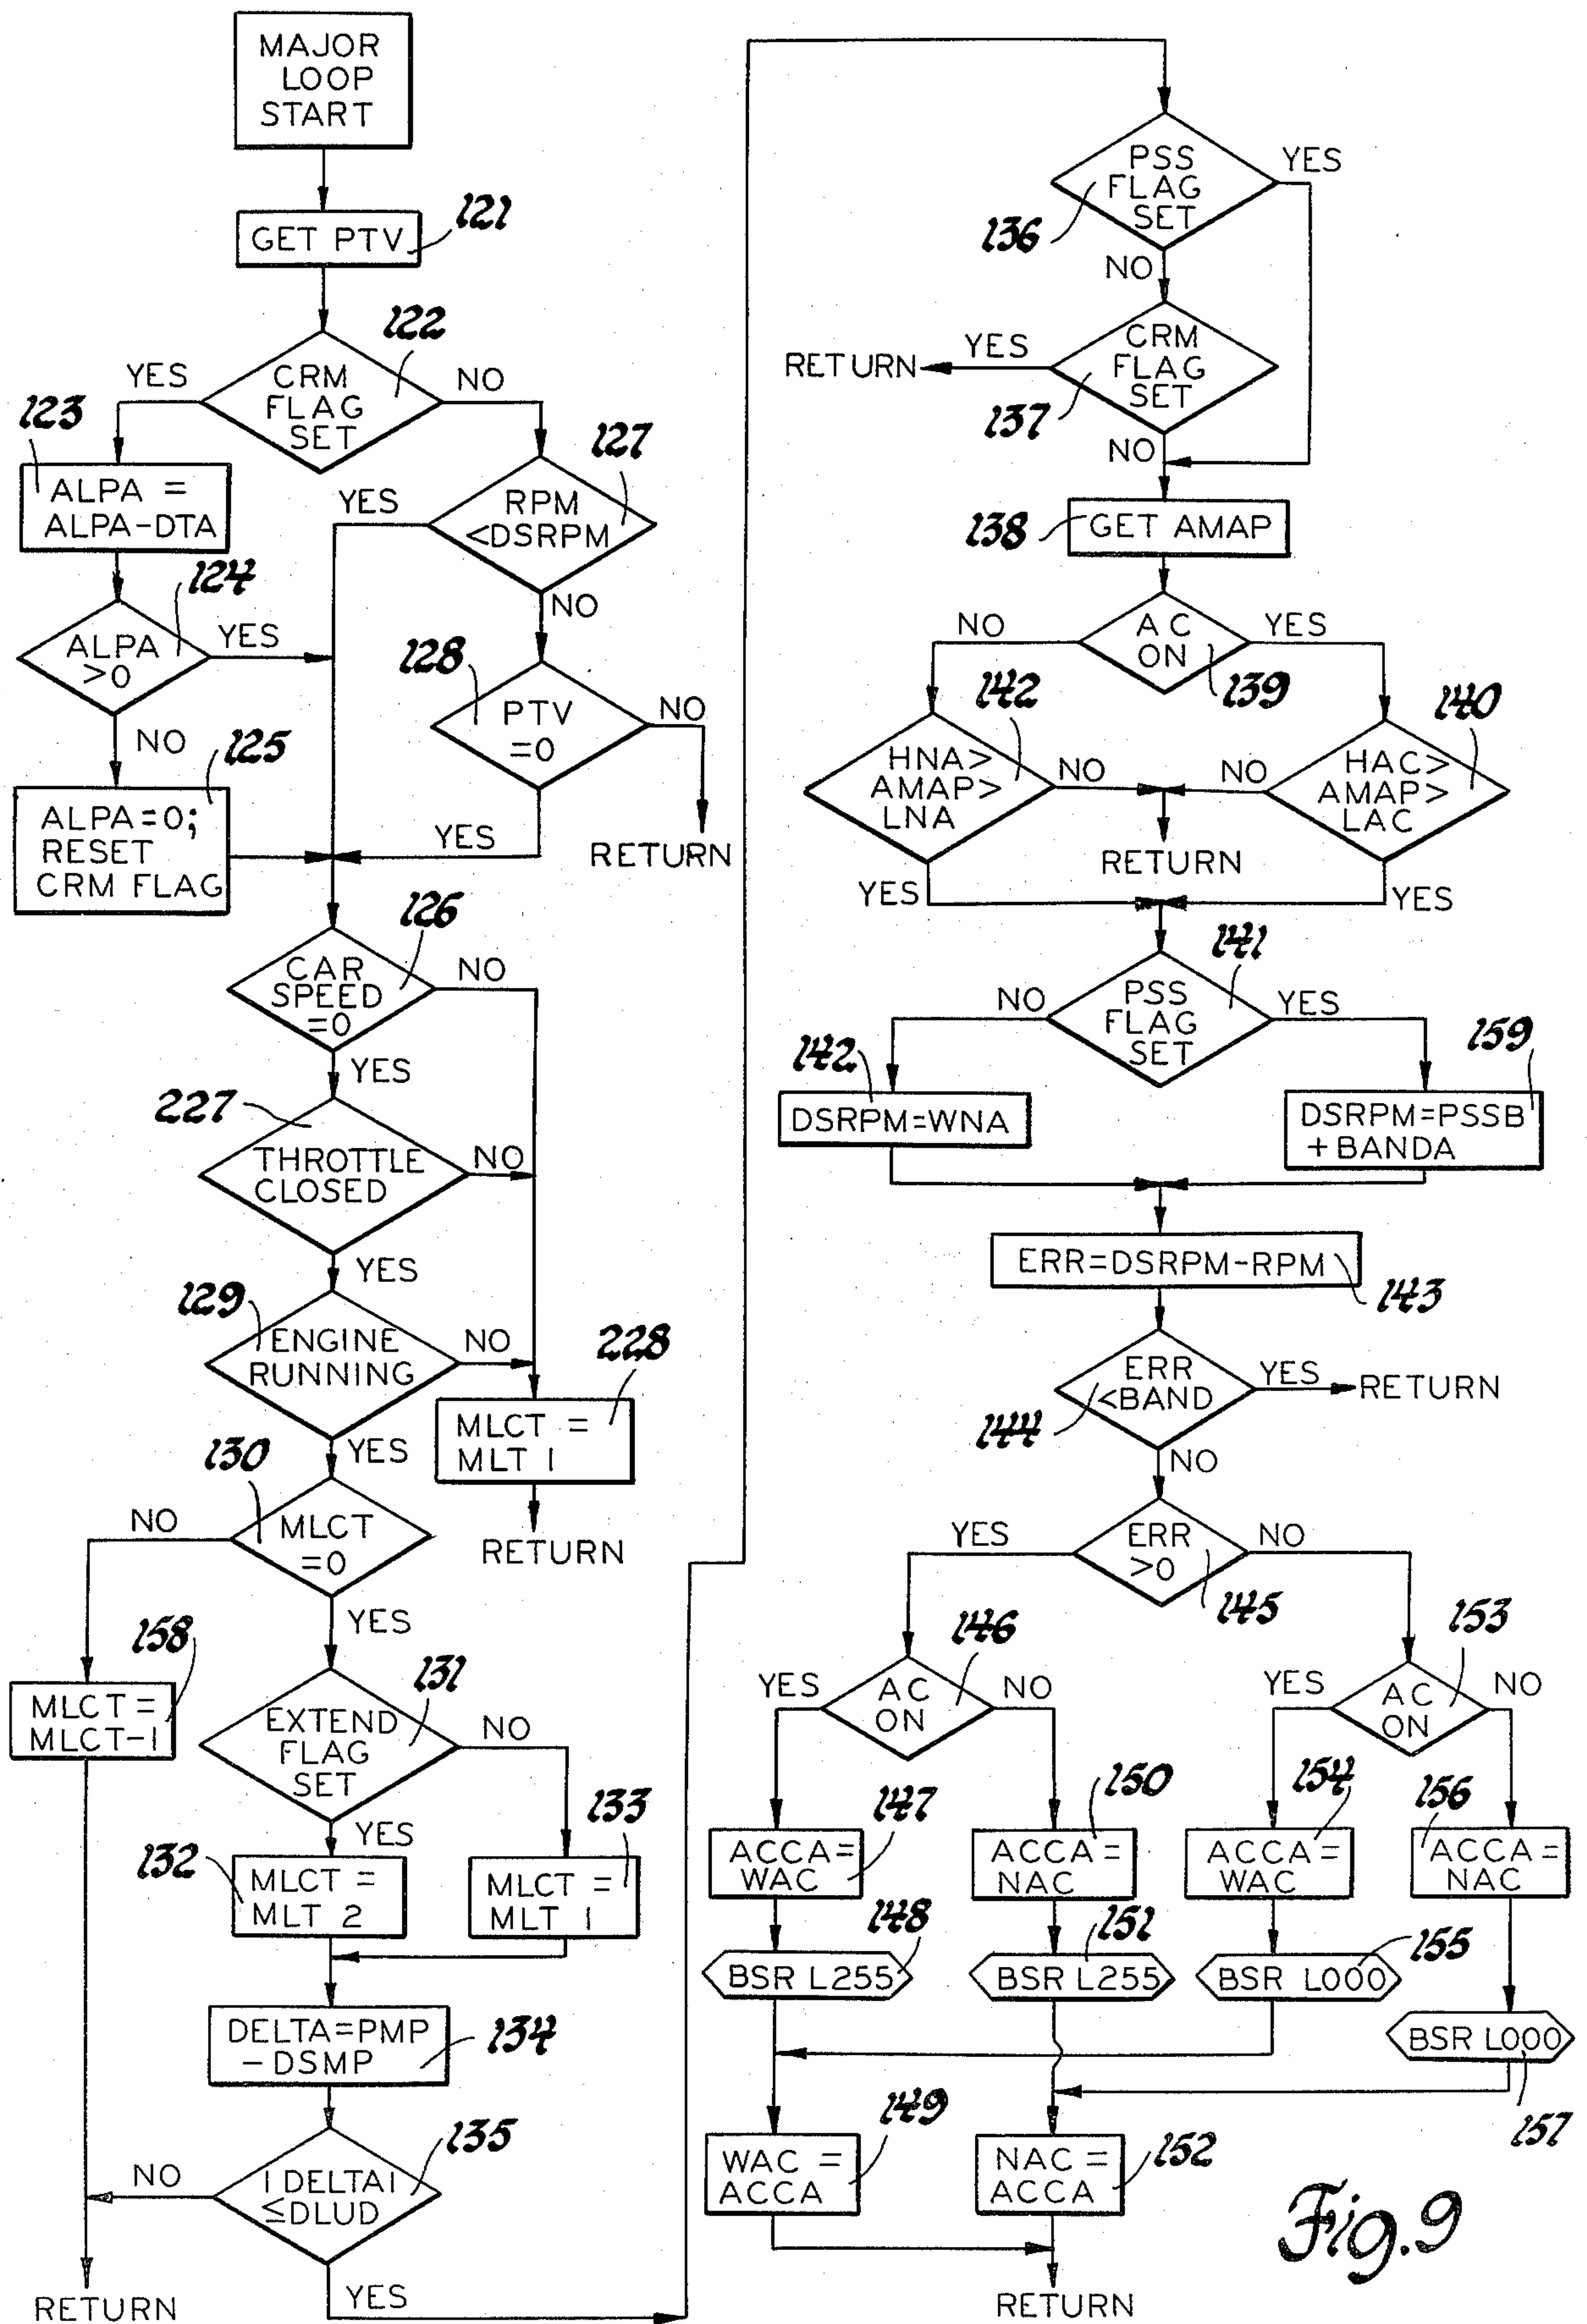 MAJOR
LOOP
START
GET PTV
121
CRM
FLAG
SET
122
YES
NO
123
ALPA =
ALPA-DTA
124
ALPA
>0
YES
NO
125
ALPA=0;
RESET
CRM FLAG
127
RPM
<DSRPM
YES
NO
128
PTV
=0
NO
YES
RETURN
126
CAR
SPEED
=0
NO
YES
227
THROTTLE
CLOSED
NO
YES
129
ENGINE
RUNNING
NO
YES
228
MLCT =
MLT 1
RETURN
130
MLCT
=0
NO
YES
158
MLCT =
MLCT-1
131
EXTEND
FLAG
SET
NO
YES
132
MLCT =
MLT 2
133
MLCT =
MLT 1
DELTA=PMP
-DSMP
134
135
| DELTA|
≤DLUD
NO
YES
RETURN
PSS
FLAG
SET
YES
136
NO
CRM
FLAG
SET
YES
RETURN
137
NO
138
GET AMAP
AC
ON
NO
YES
139
142
HNA>
AMAP>
LNA
NO
YES
140
HAC>
AMAP>
LAC
NO
YES
RETURN
141
PSS
FLAG
SET
NO
YES
142
DSRPM=WNA
159
DSRPM=PSSB
+BANDA
ERR=DSRPM-RPM
143
ERR
<BAND
YES
RETURN
144
NO
ERR
>0
YES
NO
145
146
AC
ON
YES
NO
153
AC
ON
YES
NO
147
ACCA=
WAC
150
ACCA=
NAC
154
ACCA=
WAC
156
ACCA=
NAC
148
BSR L255
151
BSR L255
155
BSR L000
BSR L000
157
149
WAC =
ACCA
NAC =
ACCA
152
RETURN
Fig.9